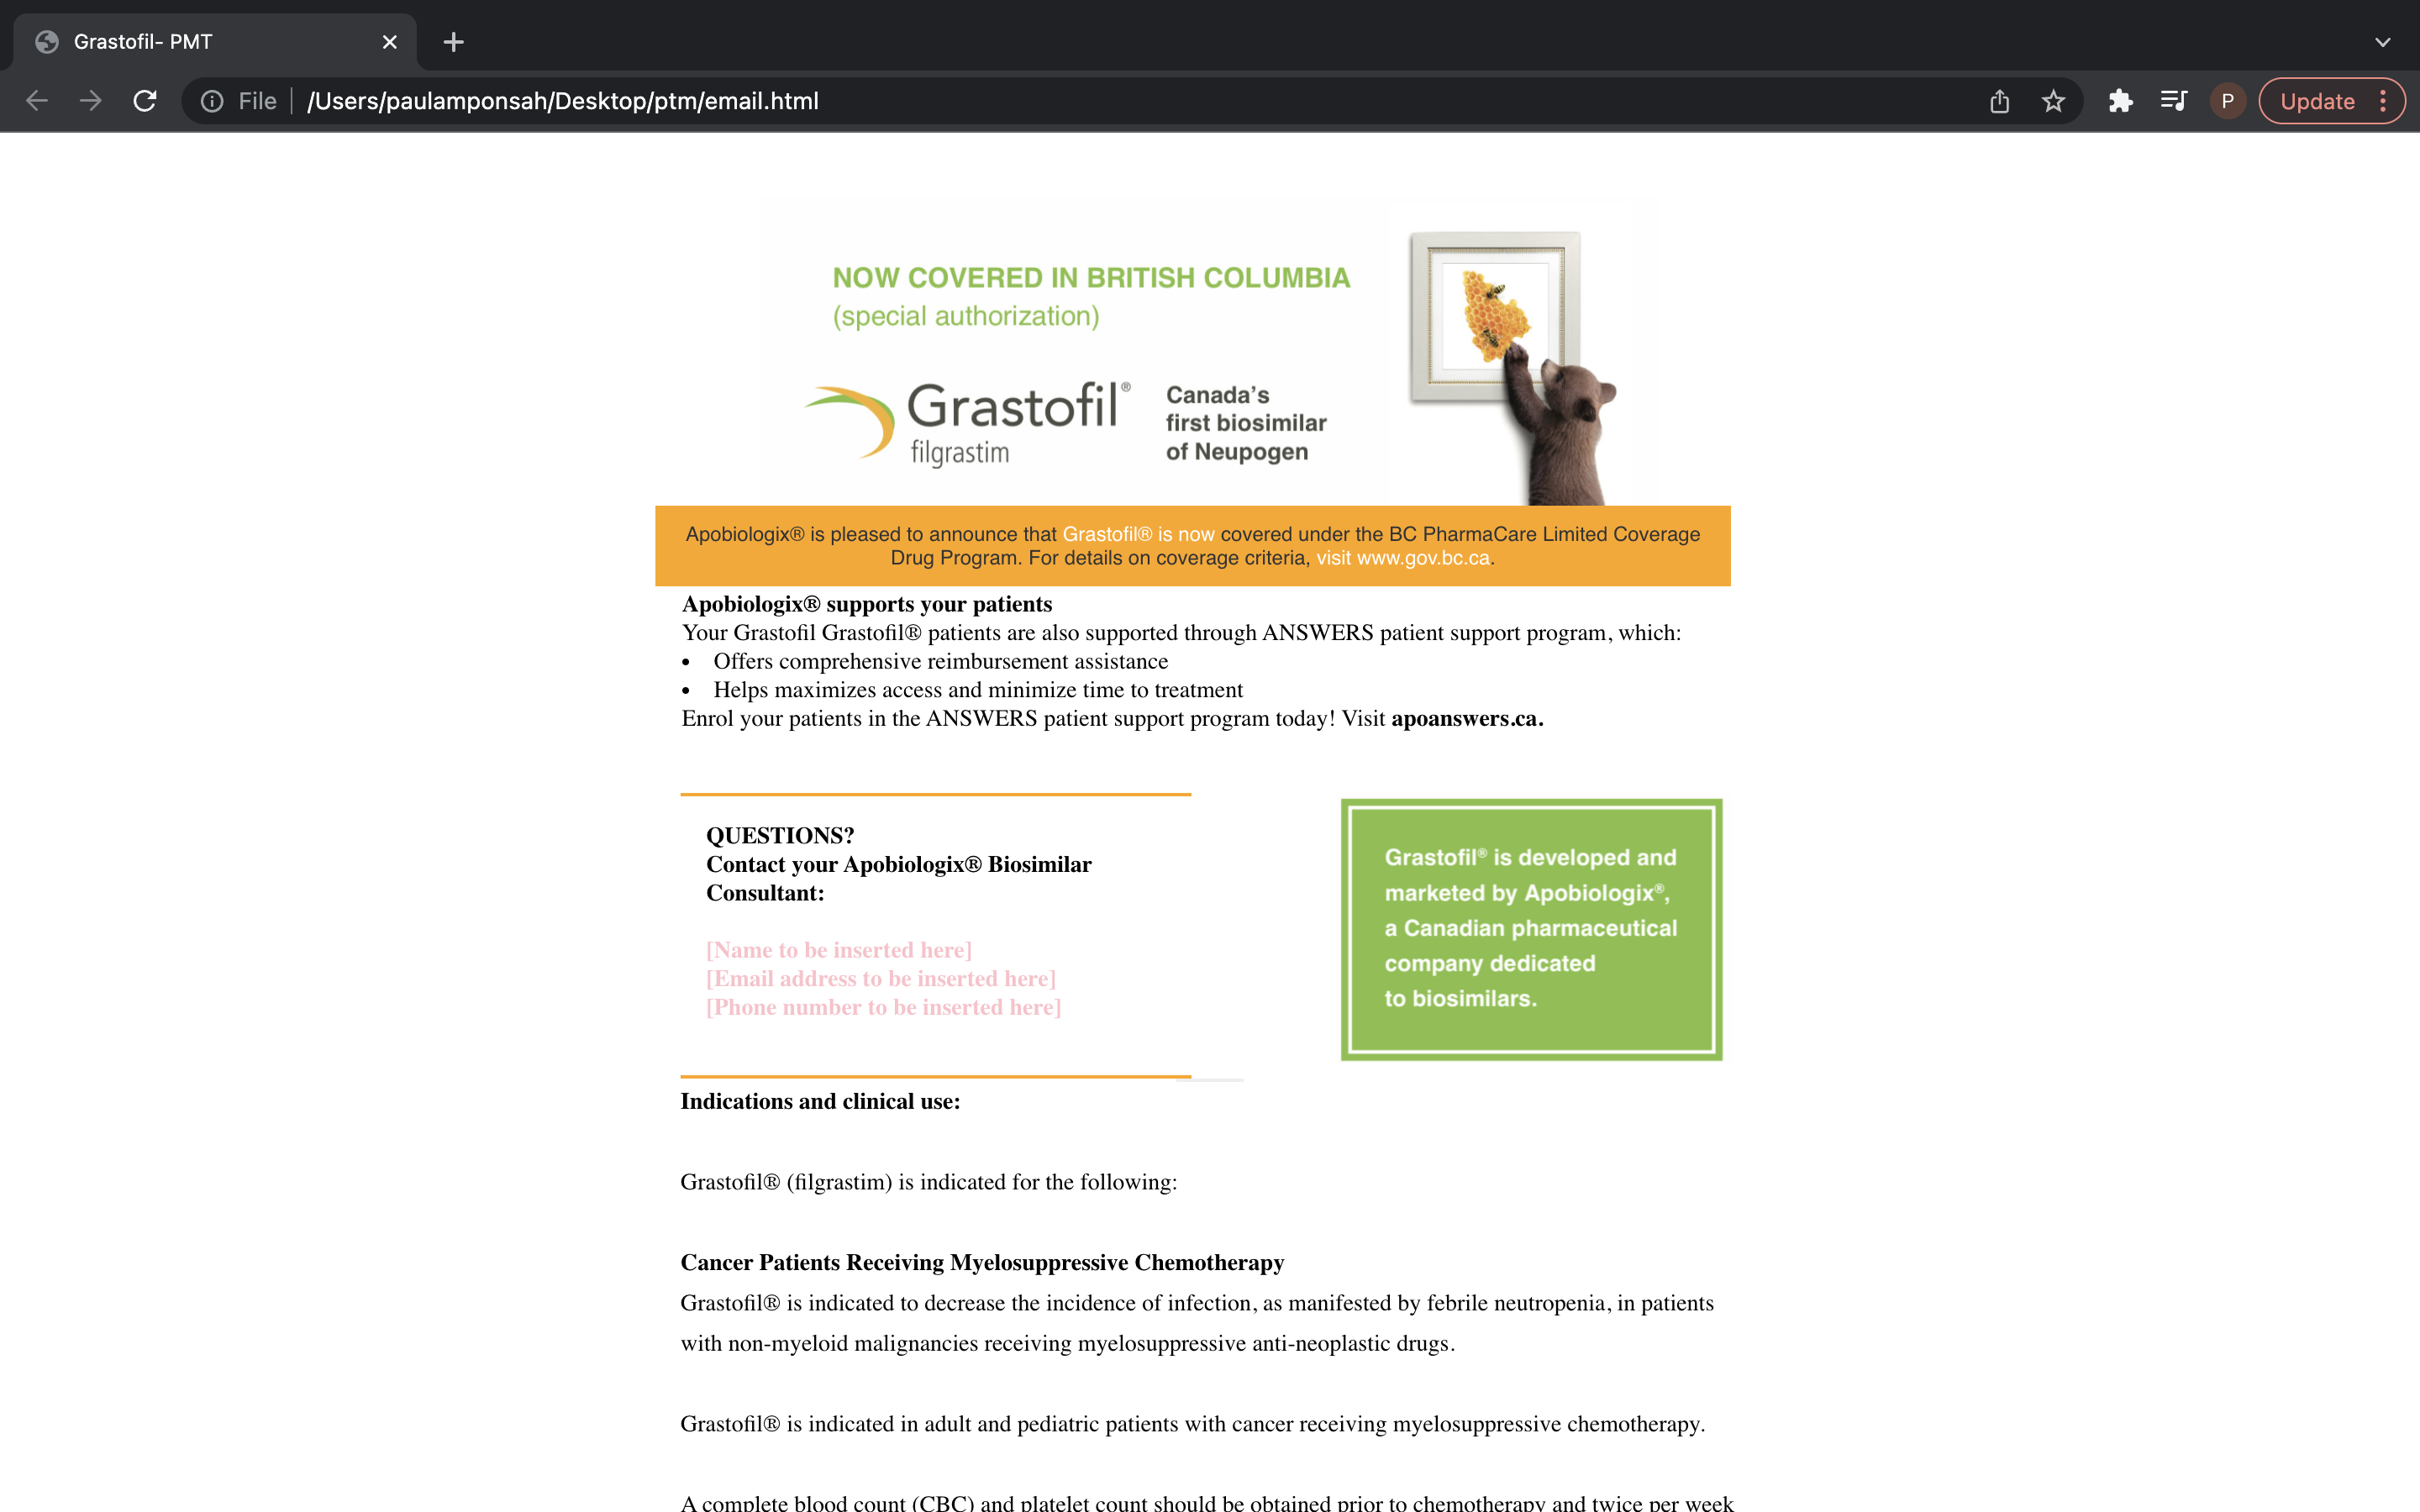 Grastofil- PMT
File
/Users/paulamponsah/Desktop/ptm/email.html
P
Update
NOW COVERED IN BRITISH COLUMBIA
(special authorization)
Grastofil®
filgrastim
Canada's
first biosimilar
of Neupogen
Apobiologix® is pleased to announce that Grastofil® is now covered under the BC PharmaCare Limited Coverage
Drug Program. For details on coverage criteria, visit www.gov.bc.ca.
Apobiologix® supports your patients
Your Grastofil Grastofil® patients are also supported through ANSWERS patient support program, which:
• Offers comprehensive reimbursement assistance
• Helps maximizes access and minimize time to treatment
Enrol your patients in the ANSWERS patient support program today! Visit apoanswers.ca.
QUESTIONS?
Contact your Apobiologix® Biosimilar
Consultant:
[Name to be inserted here]
[Email address to be inserted here]
[Phone number to be inserted here]
Grastofil® is developed and
marketed by Apobiologix®,
a Canadian pharmaceutical
company dedicated
to biosimilars.
Indications and clinical use:
Grastofil® (filgrastim) is indicated for the following:
Cancer Patients Receiving Myelosuppressive Chemotherapy
Grastofil® is indicated to decrease the incidence of infection, as manifested by febrile neutropenia, in patients
with non-myeloid malignancies receiving myelosuppressive anti-neoplastic drugs.
Grastofil® is indicated in adult and pediatric patients with cancer receiving myelosuppressive chemotherapy.
A complete blood count (CBC) and platelet count should be obtained prior to chemotherapy and twice per week